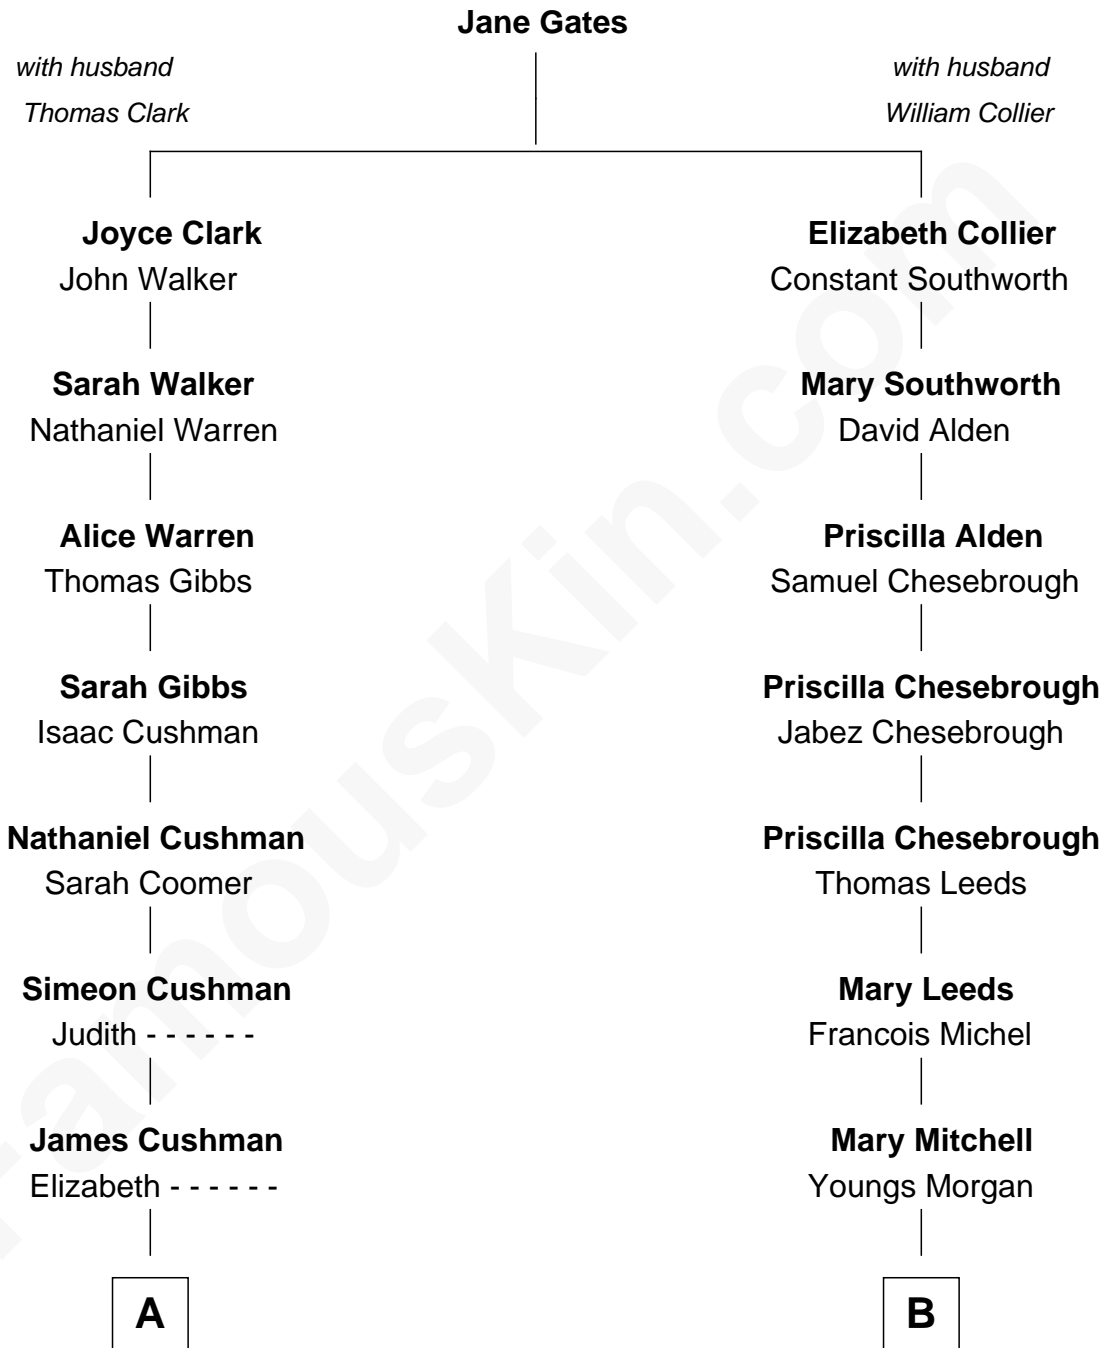 Jane Gates
with husband
Thomas Clark
with husband
William Collier
Joyce Clark
John Walker
Elizabeth Collier
Constant Southworth
Sarah Walker
Nathaniel Warren
Mary Southworth
David Alden
Alice Warren
Thomas Gibbs
Priscilla Alden
Samuel Chesebrough
Sarah Gibbs
Isaac Cushman
Priscilla Chesebrough
Jabez Chesebrough
Nathaniel Cushman
Sarah Coomer
Priscilla Chesebrough
Thomas Leeds
Simeon Cushman
Judith - - - - - -
Mary Leeds
Francois Michel
James Cushman
Elizabeth - - - - - -
Mary Mitchell
Youngs Morgan
A
B
FamousKin.com